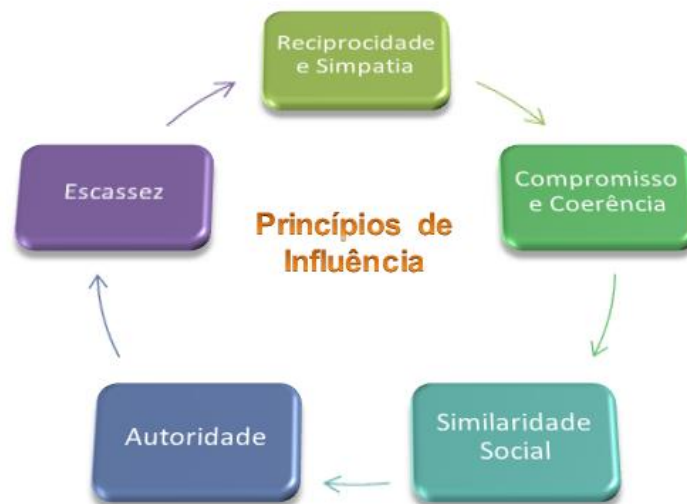 Reciprocidade
e Simpatia
Compromisso
e Coerência
Similaridade
Social
Autoridade
Escassez
Princípios de
Influência